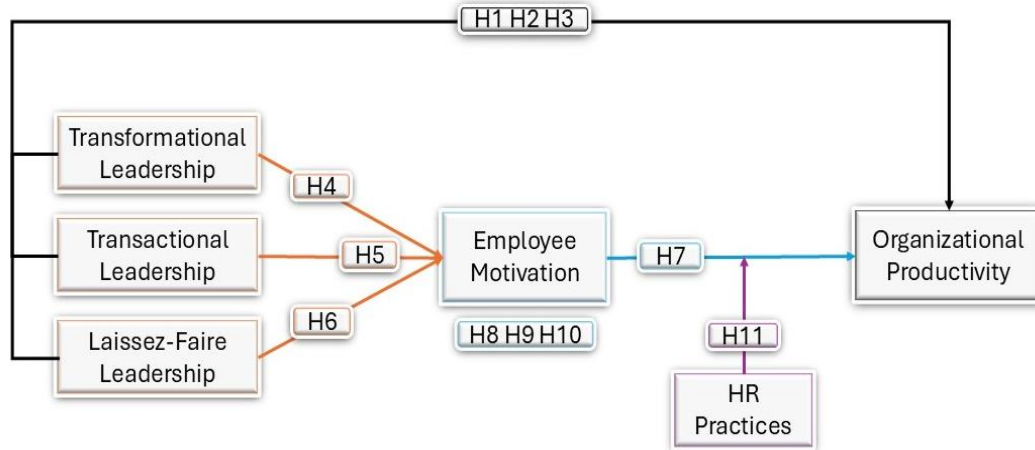 H1 H2 H3
Transformational
Leadership
H4
Transactional
Leadership
H5
Employee
Motivation
H7
Organizational
Productivity
H6
Laissez-Faire
Leadership
H8 H9 H10
H11
HR
Practices